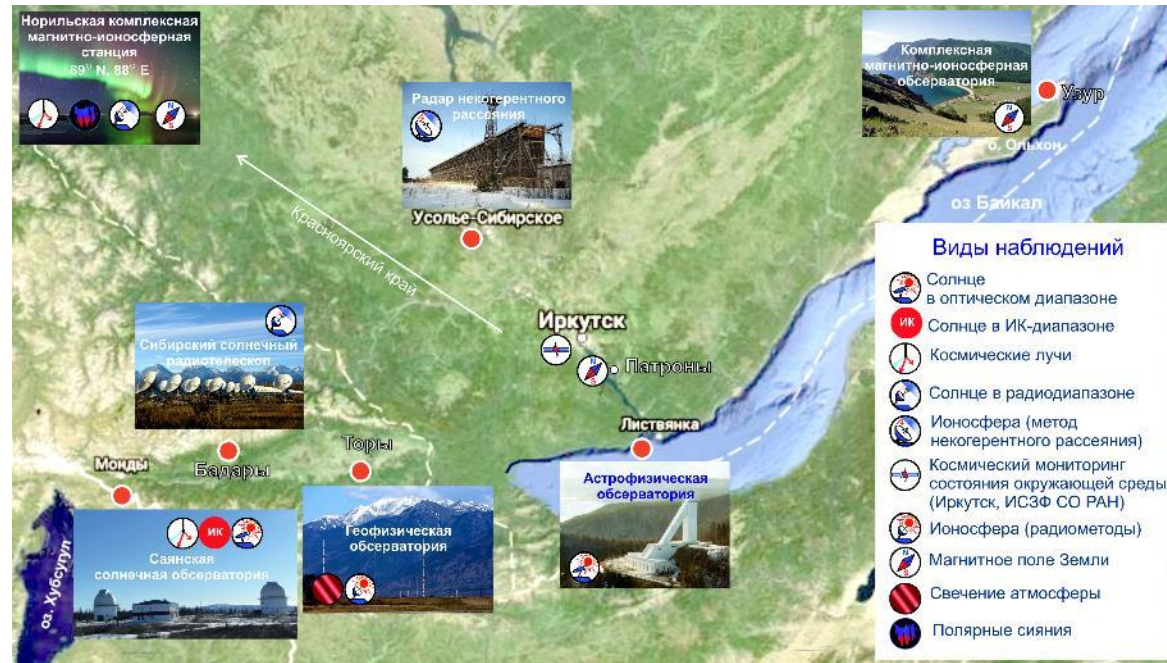 Норильская комплексная
магнитно-ионосферная
станция
69° N, 88° E
Радар некогерентного
рассеяния
Усолье-Сибирское
Комплексная
магнитно-ионосферная
обсерватория
Узур
о. Ольхон
оз Байкал
Красноярский край
Сибирский солнечный
радиотелескоп
Бадары
Иркутск
Патроны
Листвянка
Торы
Монды
оз. Хубсугул
ИК
Саянская
солнечная обсерватория
Геофизическая
обсерватория
Астрофизическая
обсерватория
Виды наблюдений
Солнце
в оптическом диапазоне
ИК
Солнце в ИК-диапазоне
Космические лучи
Солнце в радиодиапазоне
Ионосфера (метод
некогерентного рассеяния)
Космический мониторинг
состояния окружающей среды
(Иркутск, ИСЗФ СО РАН)
Ионосфера (радиометоды)
N
S
Магнитное поле Земли
Свечение атмосферы
Полярные сияния